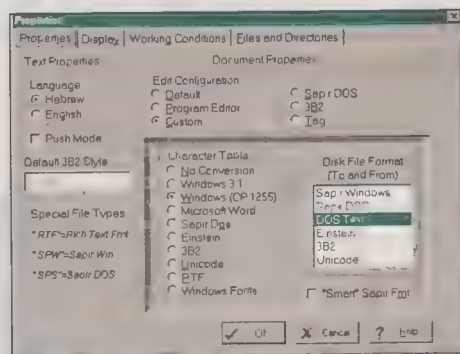 Properties
Properties Display Working Conditions Files and Directories
Text Properties
Language
Hebrew
English
Push Mode
Default 3B2 Style
Special File Types
"RTF"=Rich Text Fmt
"SPW"=Sapir Win
"SPS"=Sapir DOS
Document Properties
Edit Configuration
Default
Program Editor
Custom
Sapir DOS
3B2
Tag
Character Table
No Conversion
Windows 3.1
Windows (CP 1255)
Microsoft Word
Sapir Dos
Einstein
3B2
Unicode
RTF
Windows Fonts
Disk File Format
(To and From)
Sapir Windows
Sapir DOS
DOS Text
Einstein
3B2
Unicode
"Smart" Sapir Fmt
OK Cancel ? Help